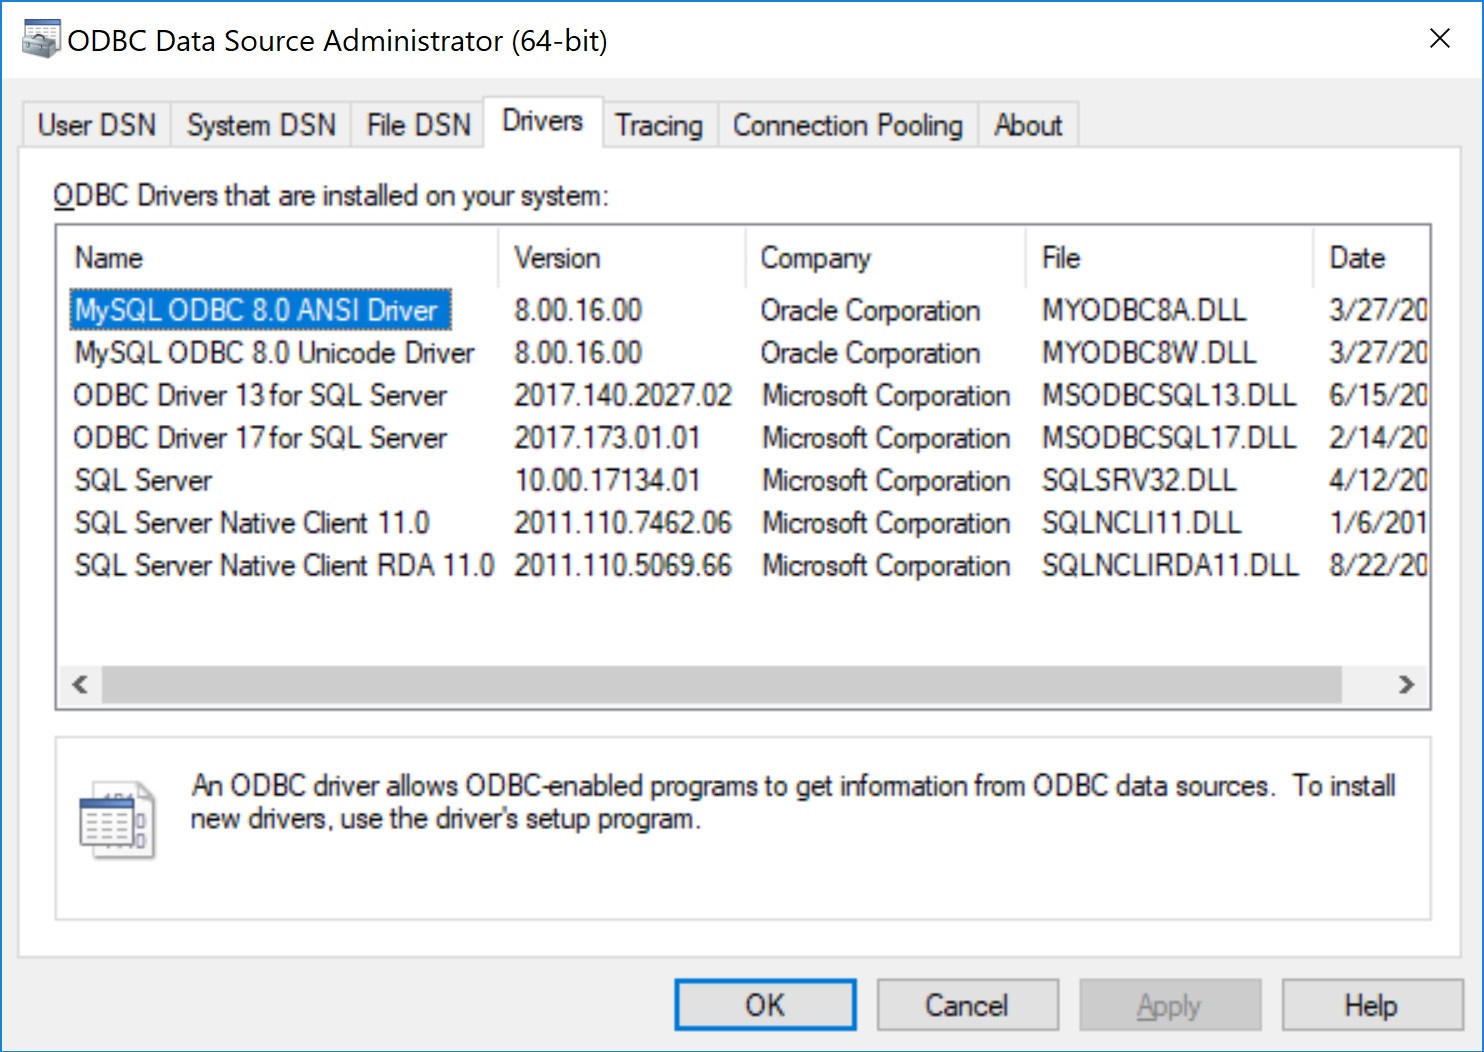 ODBC Data Source Administrator (64-bit)
User DSN System DSN File DSN Drivers Tracing Connection Pooling About
ODBC Drivers that are installed on your system:
Name Version Company File Date
MySQL ODBC 8.0 ANSI Driver 8.00.16.00 Oracle Corporation MYODBC8A.DLL 3/27/20
MySQL ODBC 8.0 Unicode Driver 8.00.16.00 Oracle Corporation MYODBC8W.DLL 3/27/20
ODBC Driver 13 for SQL Server 2017.140.2027.02 Microsoft Corporation MSODBCSQL13.DLL 6/15/20
ODBC Driver 17 for SQL Server 2017.173.01.01 Microsoft Corporation MSODBCSQL17.DLL 2/14/20
SQL Server 10.00.17134.01 Microsoft Corporation SQLSRV32.DLL 4/12/20
SQL Server Native Client 11.0 2011.110.7462.06 Microsoft Corporation SQLNCLI11.DLL 1/6/201
SQL Server Native Client RDA 11.0 2011.110.5069.66 Microsoft Corporation SQLNCLIRDA11.DLL 8/22/20
An ODBC driver allows ODBC-enabled programs to get information from ODBC data sources. To install
new drivers, use the driver's setup program.
OK Cancel Apply Help